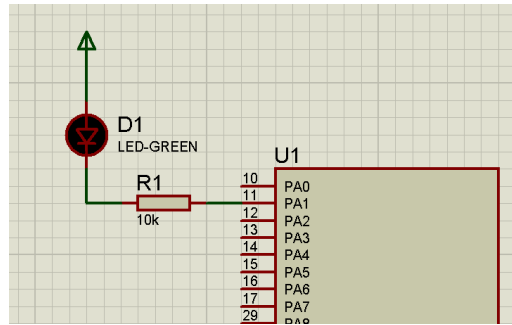 D1
LED-GREEN
U1
R1
10k
10 PA0
11 PA1
12 PA2
13 PA3
14 PA4
15 PA5
16 PA6
17 PA7
29 PA8